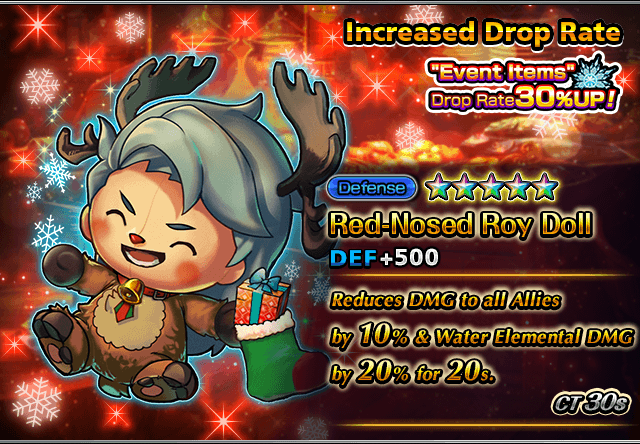 Increased Drop Rate
"Event Items"
Drop Rate 30%UP!
Defense
Red-Nosed Roy Doll
DEF+500
Reduces DMG to all Allies
by 10% & Water Elemental DMG
by 20% for 20s.
CT 30s